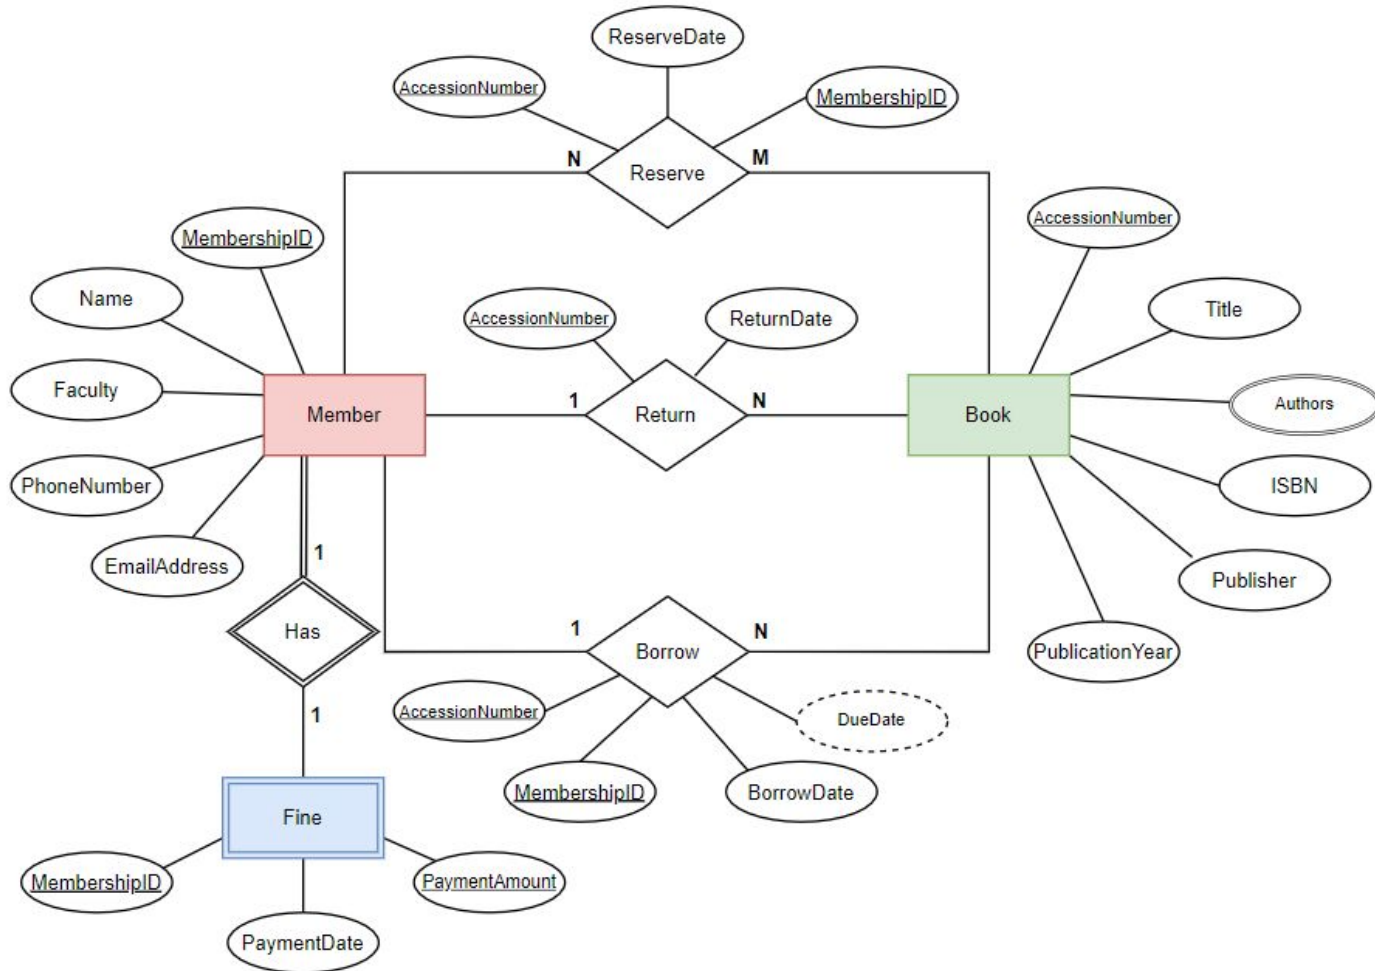 ReserveDate
AccessionNumber
MembershipID
N
Reserve
M
MembershipID
AccessionNumber
Name
AccessionNumber
ReturnDate
Title
Faculty
Member
1
Return
N
Book
Authors
PhoneNumber
ISBN
EmailAddress
1
Publisher
Has
1
Borrow
N
PublicationYear
1
AccessionNumber
DueDate
MembershipID
BorrowDate
Fine
MembershipID
PaymentAmount
PaymentDate